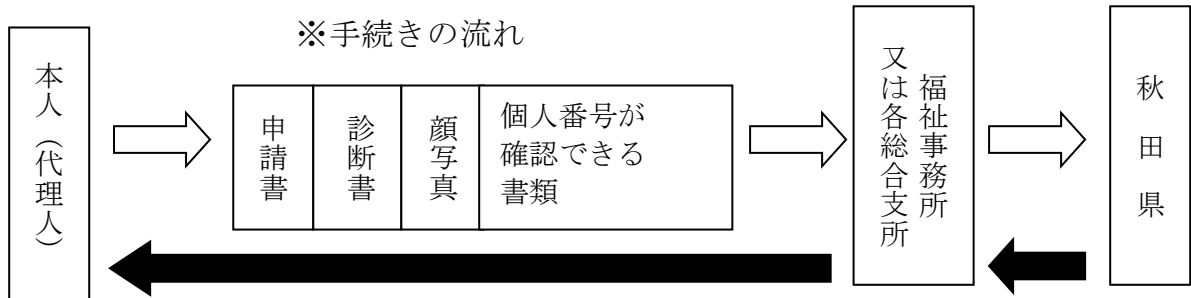 ※手続きの流れ
本人（代理人）
申請書
診断書
顔写真
個人番号が
確認できる
書類
福祉事務所
又は各総合支所
秋田県